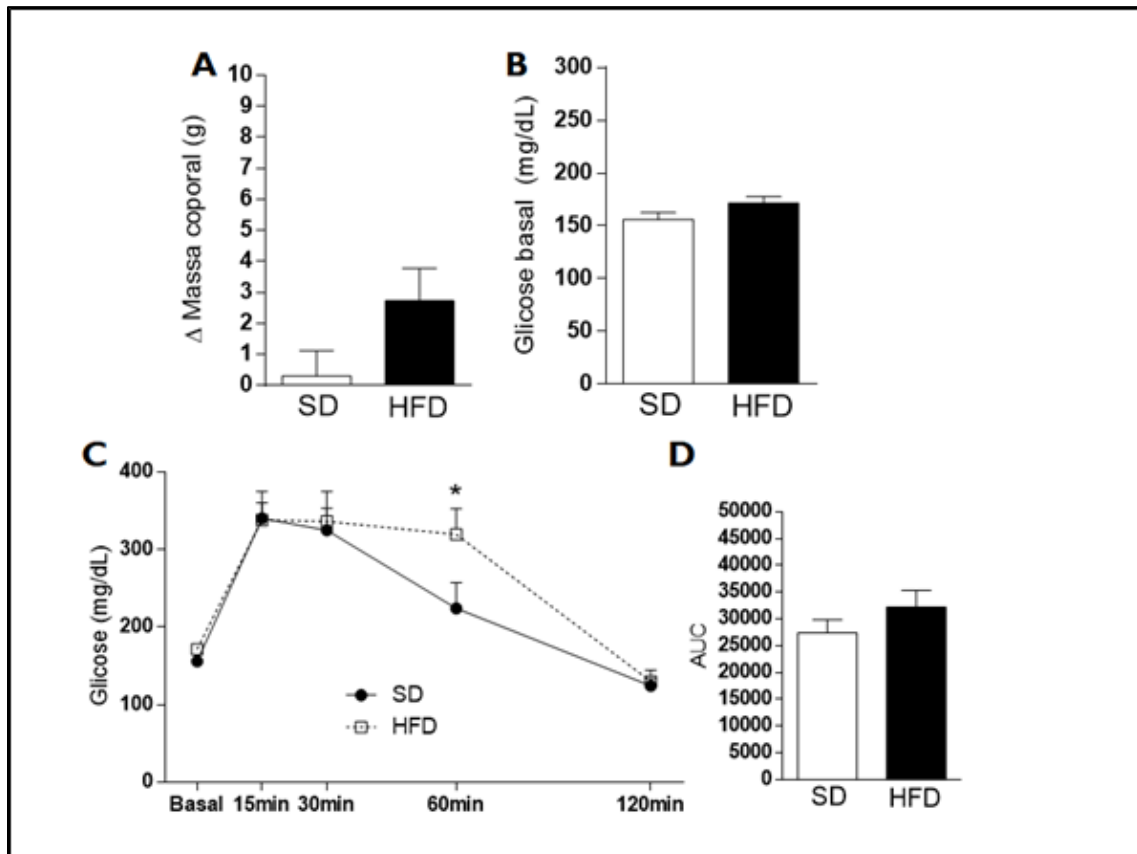 A
Δ Massa coporal (g)
10
9
8
7
6
5
4
3
2
1
0
SD HFD
B
Glicose basal (mg/dL)
300
250
200
150
100
50
0
SD HFD
C
Glicose (mg/dL)
400
300
200
100
0
*
SD
HFD
Basal 15min 30min 60min 120min
D
AUC
50000
45000
40000
35000
30000
25000
20000
15000
10000
5000
0
SD HFD